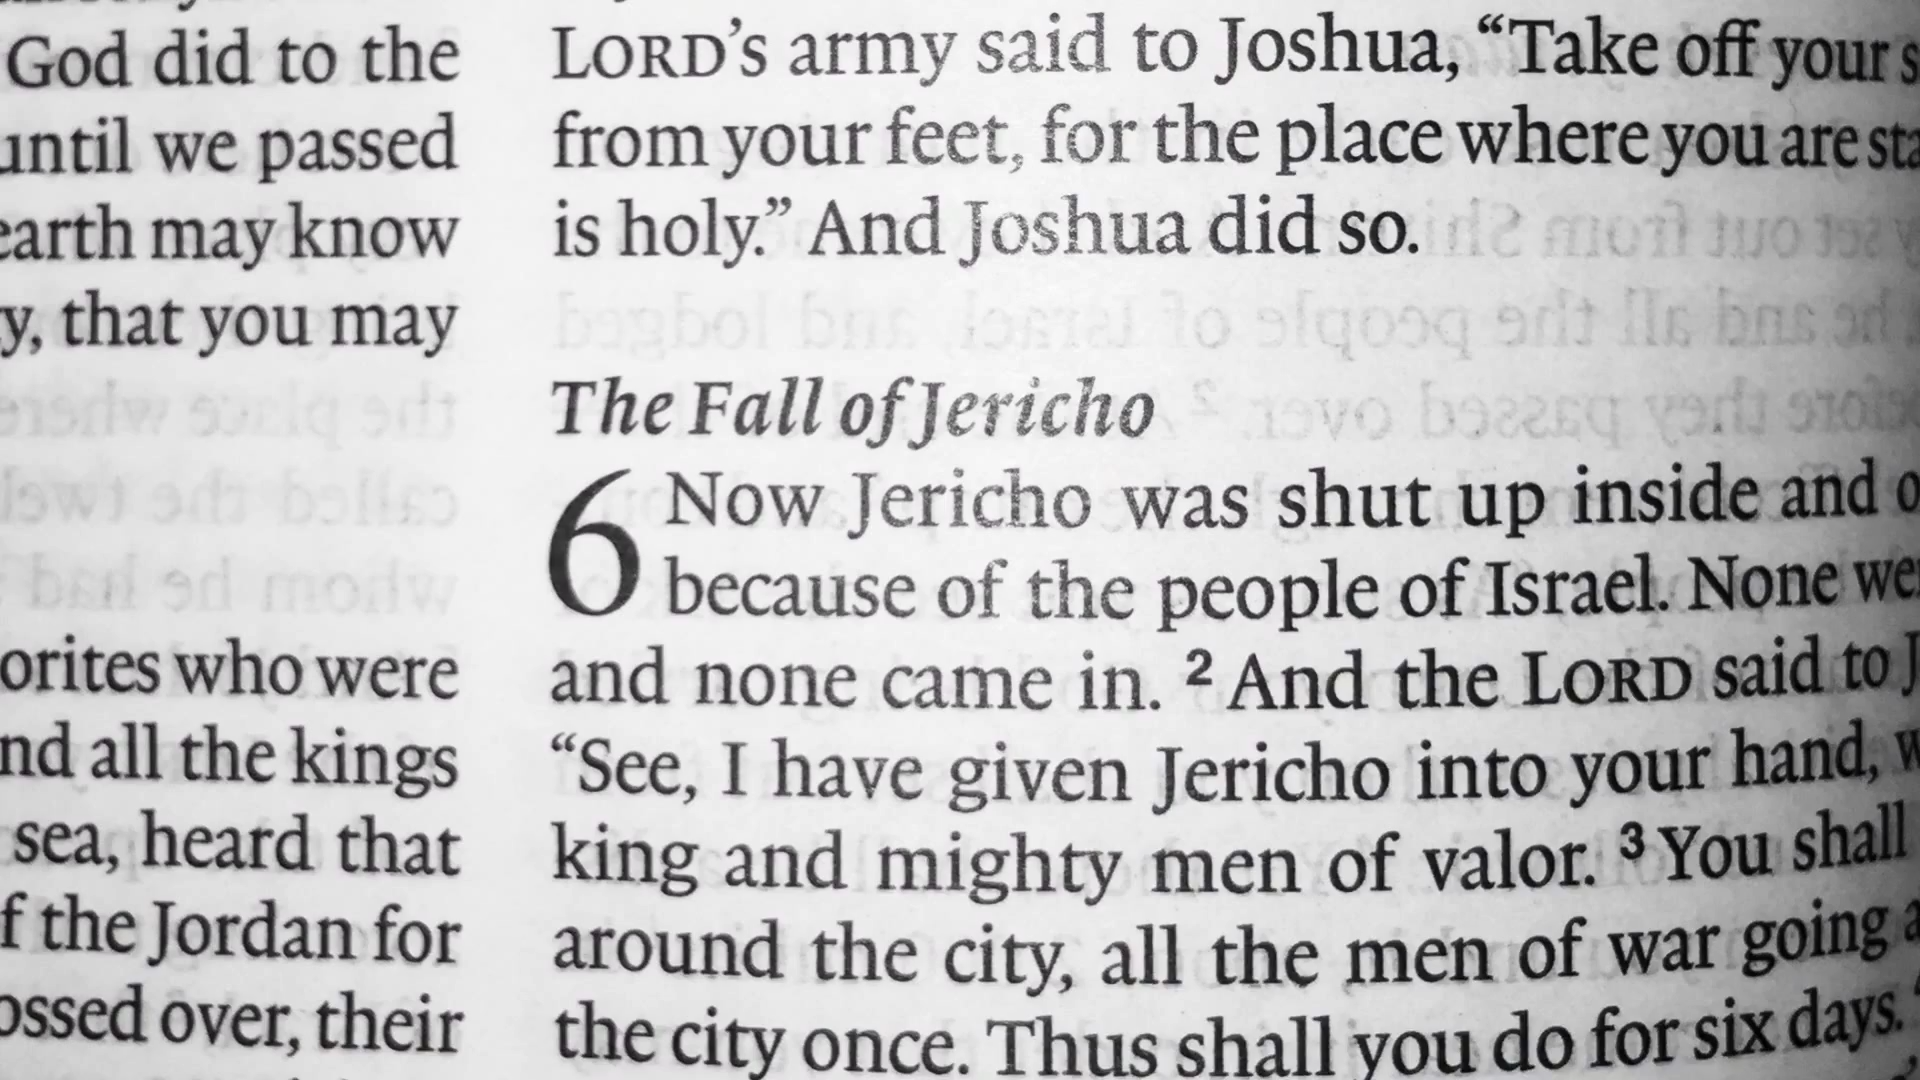 God did to the
until we passed
earth may know
y, that you may
orites who were
nd all the kings
sea, heard that
f the Jordan for
ossed over, their
LORD’s army said to Joshua, “Take off your s
from your feet, for the place where you are sta
is holy.” And Joshua did so.
The Fall of Jericho
6 Now Jericho was shut up inside and o
because of the people of Israel. None we
and none came in. ² And the LORD said to J
“See, I have given Jericho into your hand, w
king and mighty men of valor. ³ You shall
around the city, all the men of war going a
the city once. Thus shall you do for six days.